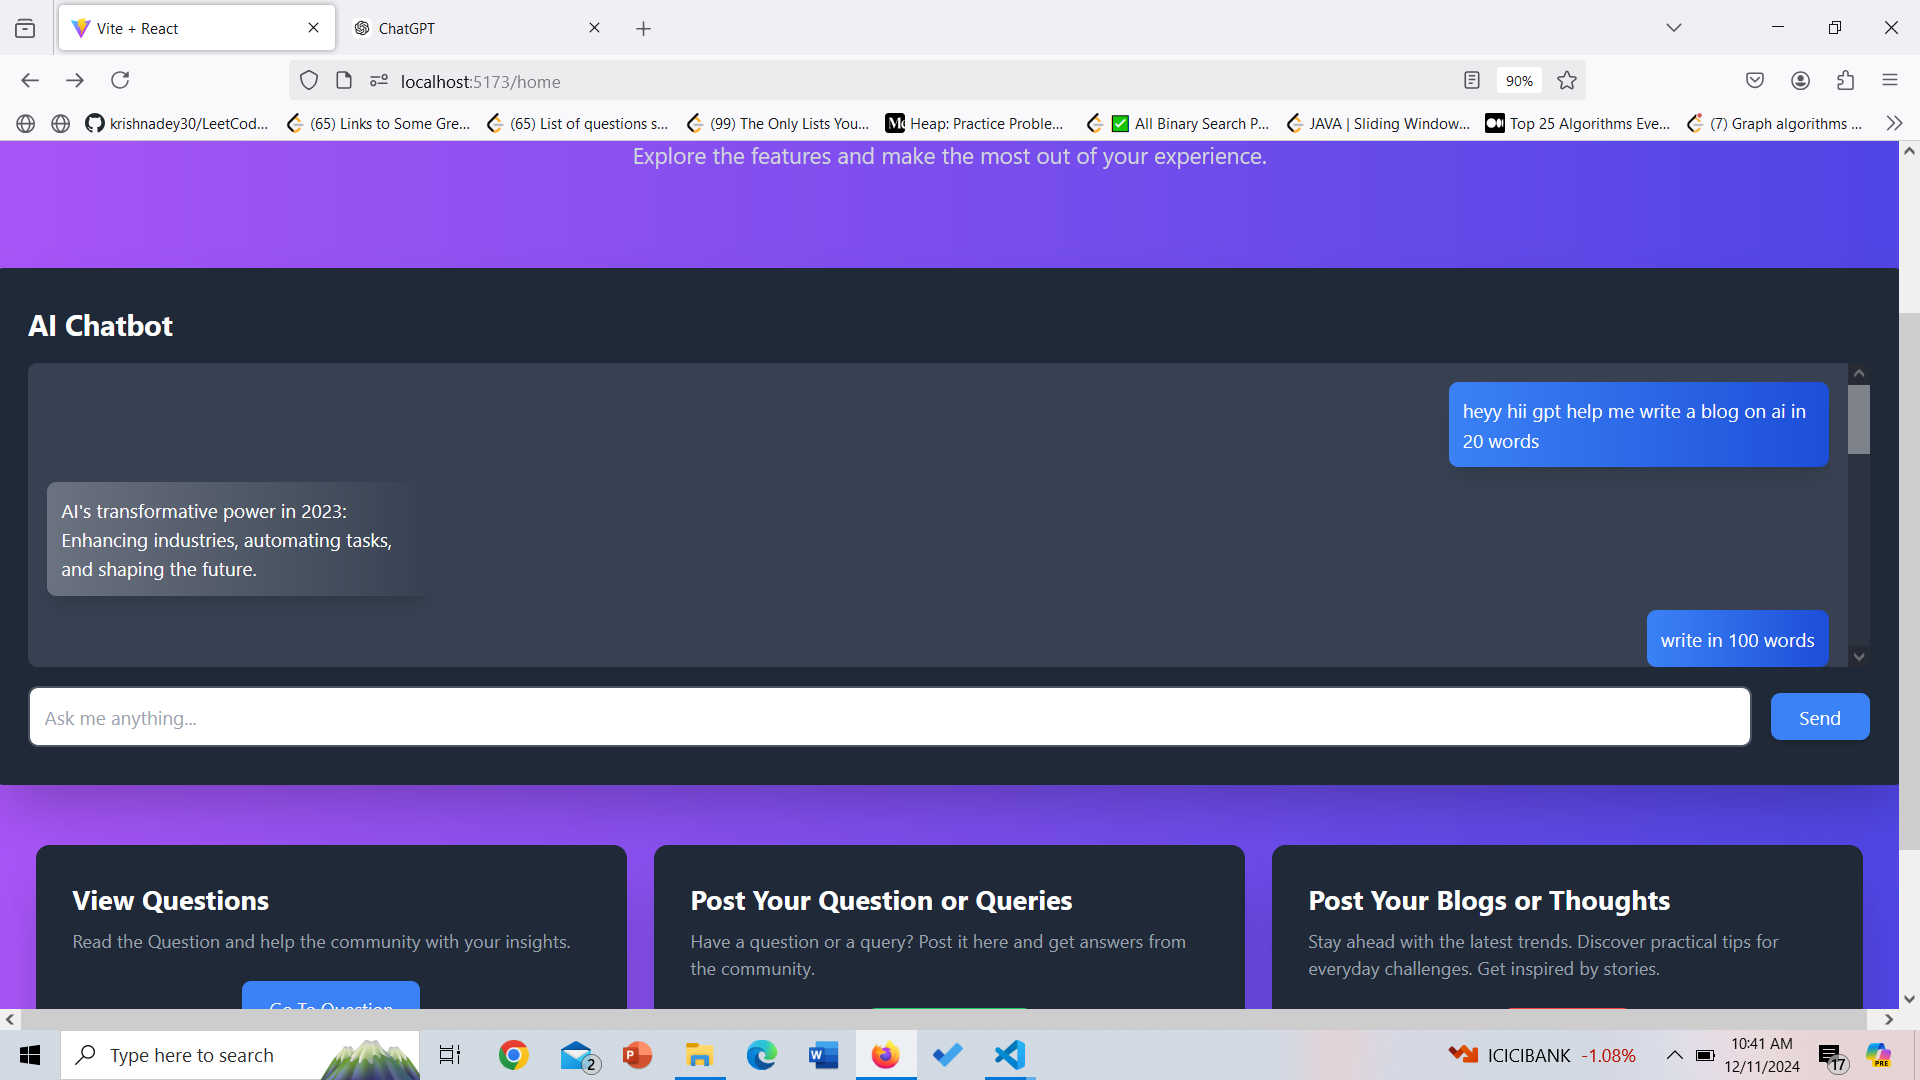 Vite + React
ChatGPT
localhost:5173/home
90%
krishnadey30/LeetCod...
(65) Links to Some Gre...
(65) List of questions s...
(99) The Only Lists You...
Heap: Practice Proble...
All Binary Search P...
JAVA | Sliding Window...
Top 25 Algorithms Eve...
(7) Graph algorithms ...
Explore the features and make the most out of your experience.
AI Chatbot
heyy hii gpt help me write a blog on ai in
20 words
AI's transformative power in 2023:
Enhancing industries, automating tasks,
and shaping the future.
write in 100 words
Ask me anything...
Send
View Questions
Read the Question and help the community with your insights.
Go To Question
Post Your Question or Queries
Have a question or a query? Post it here and get answers from
the community.
Post Your Blogs or Thoughts
Stay ahead with the latest trends. Discover practical tips for
everyday challenges. Get inspired by stories.
Type here to search
2
ICICIBANK -1.08%
10:41 AM
12/11/2024
17
PRE